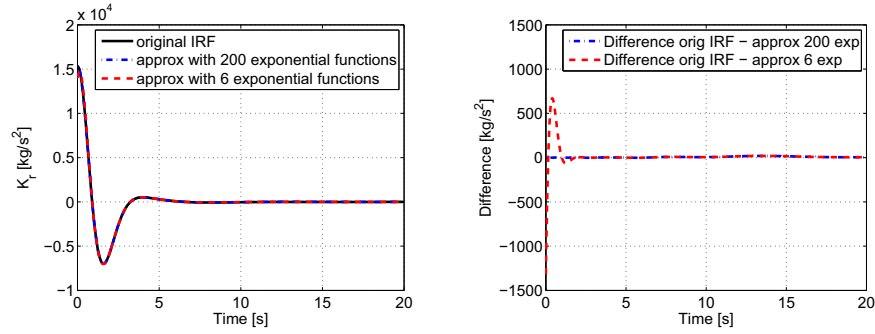 x 10^4
2
1.5
1
0.5
0
−0.5
−1
0
5
10
15
20
K_r [kg/s^2]
Time [s]
original IRF
approx with 200 exponential functions
approx with 6 exponential functions
1500
1000
500
0
−500
−1000
−1500
0
5
10
15
20
Difference [kg/s^2]
Time [s]
Difference orig IRF − approx 200 exp
Difference orig IRF − approx 6 exp